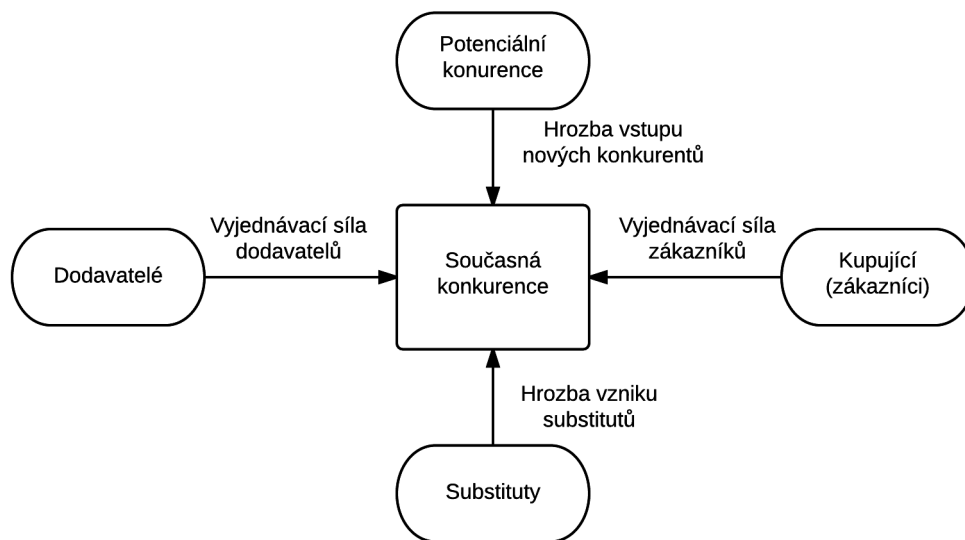 Potenciální
konurence
Hrozba vstupu
nových konkurentů
Vyjednávací síla
dodavatelů
Vyjednávací síla
zákazníků
Dodavatelé
Současná
konkurence
Kupující
(zákazníci)
Hrozba vzniku
substitutů
Substituty